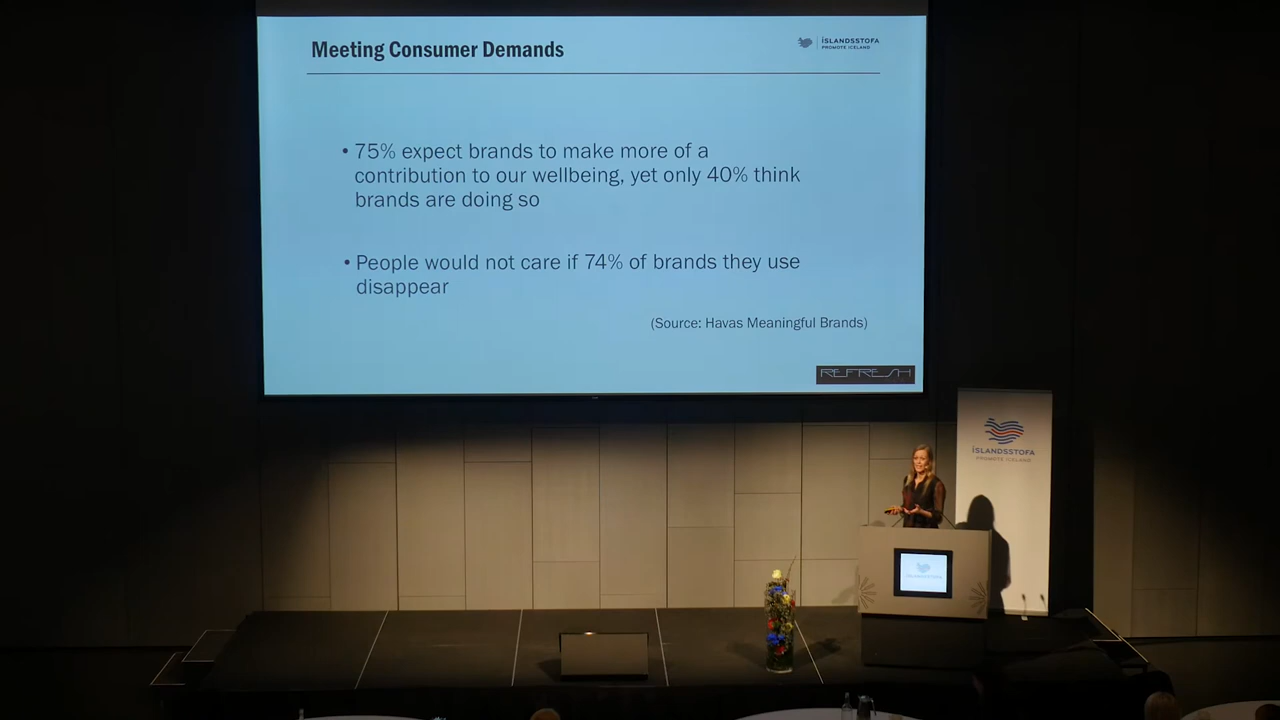 Meeting Consumer Demands
ÍSLANDSSTOFA
PROMOTE ICELAND
• 75% expect brands to make more of a
contribution to our wellbeing, yet only 40% think
brands are doing so
• People would not care if 74% of brands they use
disappear
(Source: Havas Meaningful Brands)
REFRESH
ÍSLANDSSTOFA
PROMOTE ICELAND